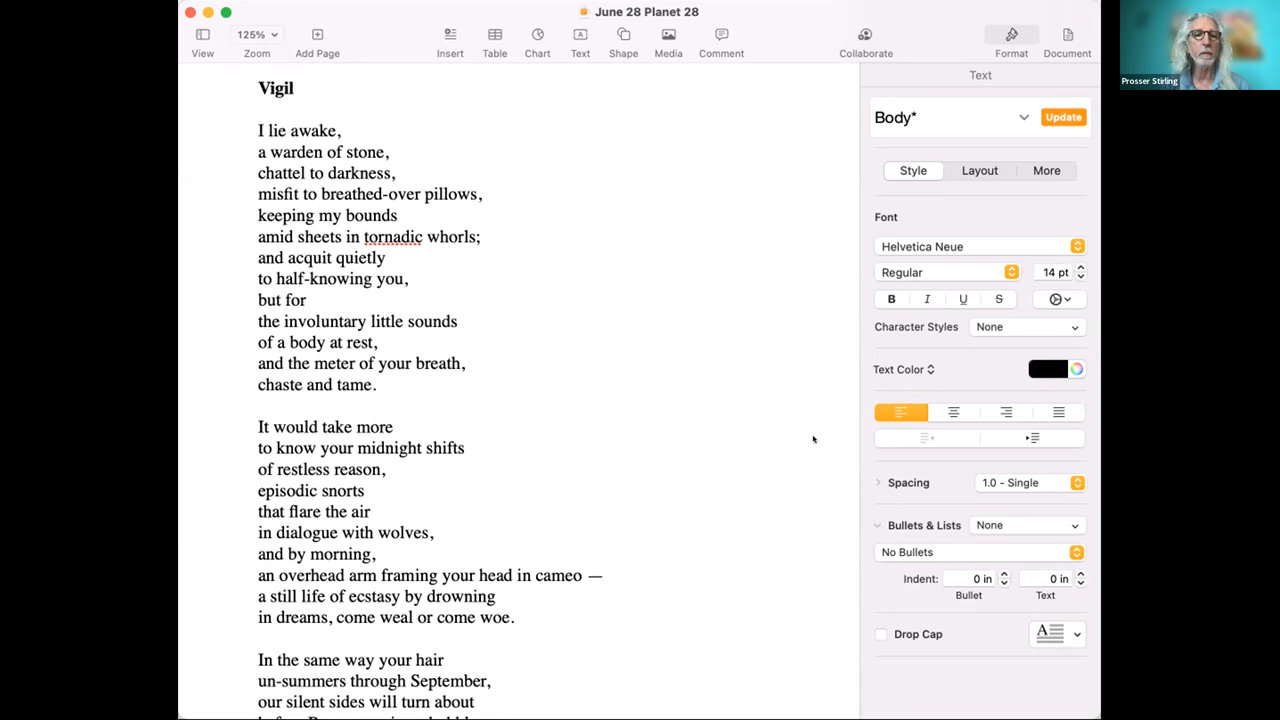 June 28 Planet 28
125%
View
Zoom
Add Page
Insert
Table
Chart
Text
Shape
Media
Comment
Collaborate
Format
Document
Prosser Stirling
Vigil
I lie awake,
a warden of stone,
chattel to darkness,
misfit to breathed-over pillows,
keeping my bounds
amid sheets in tornadic whorls;
and acquit quietly
to half-knowing you,
but for
the involuntary little sounds
of a body at rest,
and the meter of your breath,
chaste and tame.
It would take more
to know your midnight shifts
of restless reason,
episodic snorts
that flare the air
in dialogue with wolves,
and by morning,
an overhead arm framing your head in cameo —
a still life of ecstasy by drowning
in dreams, come weal or come woe.
In the same way your hair
un-summers through September,
our silent sides will turn about
Text
Body*
Update
Style
Layout
More
Font
Helvetica Neue
Regular
14 pt
B I U S
Character Styles
None
Text Color
Spacing
1.0 - Single
Bullets & Lists
None
No Bullets
Indent:
0 in
0 in
Bullet
Text
Drop Cap
A